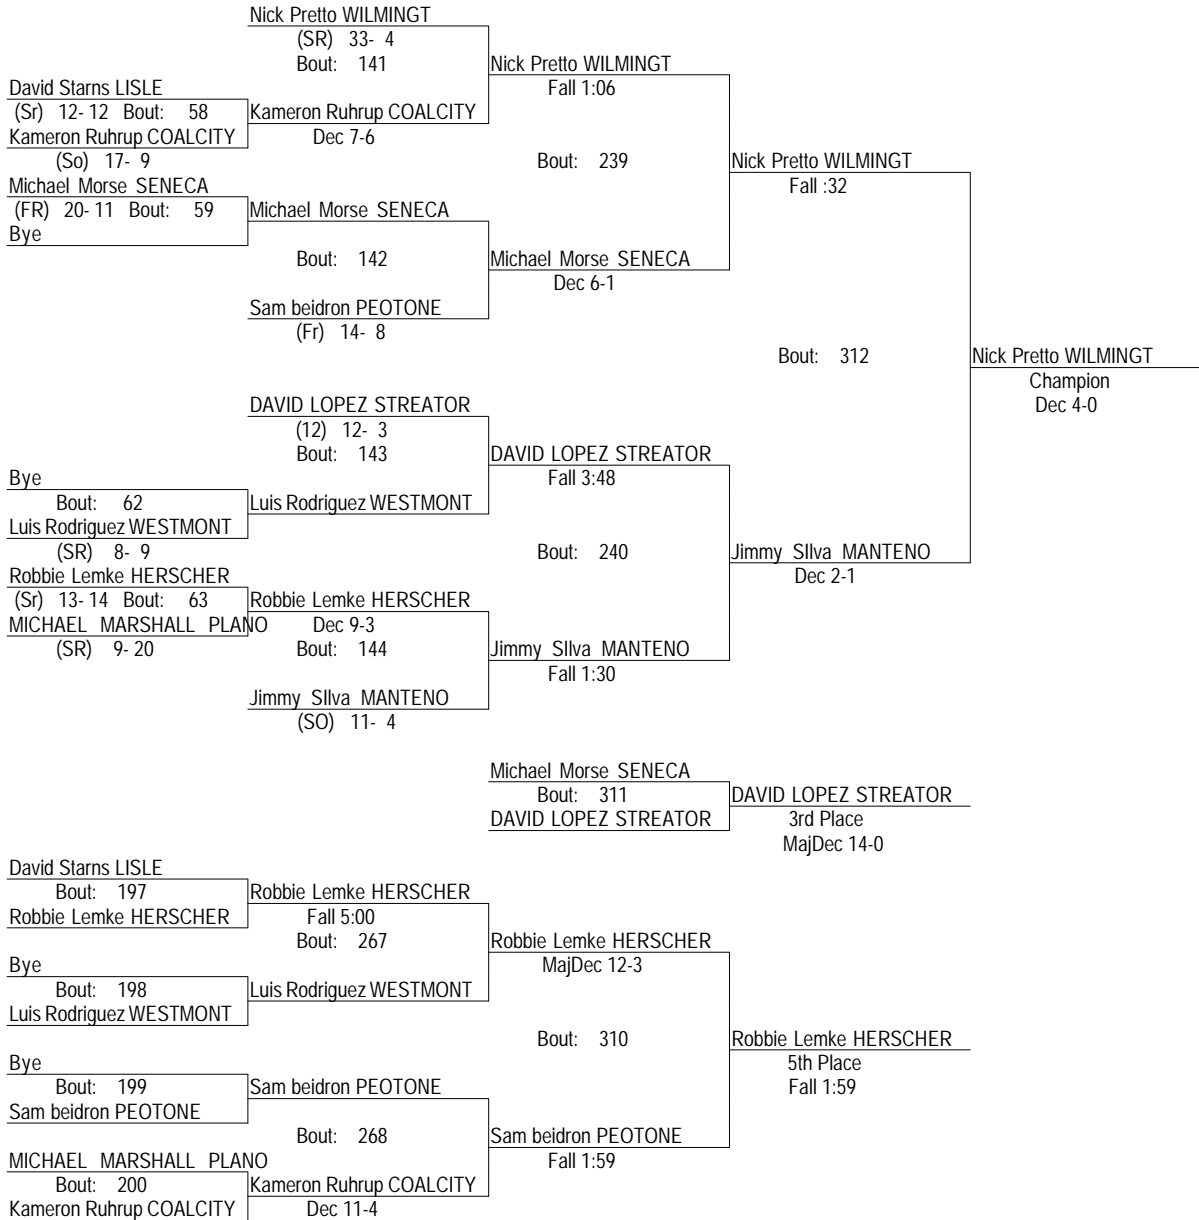 Nick Pretto WILMINGT
(SR) 33- 4
Bout: 141
Nick Pretto WILMINGT
Fall 1:06
David Starns LISLE
(Sr) 12- 12 Bout: 58
Kameron Ruhrup COALCITY
Kameron Ruhrup COALCITY
Dec 7-6
(So) 17- 9
Bout: 239
Nick Pretto WILMINGT
Fall :32
Michael Morse SENECA
(FR) 20- 11 Bout: 59
Michael Morse SENECA
Bye
Bout: 142
Michael Morse SENECA
Dec 6-1
Sam beidron PEOTONE
(Fr) 14- 8
Bout: 312
Nick Pretto WILMINGT
Champion
Dec 4-0
DAVID LOPEZ STREATOR
(12) 12- 3
Bout: 143
DAVID LOPEZ STREATOR
Fall 3:48
Bye
Bout: 62
Luis Rodriguez WESTMONT
Luis Rodriguez WESTMONT
(SR) 8- 9
Bout: 240
Jimmy SIlva MANTENO
Dec 2-1
Robbie Lemke HERSCHER
(Sr) 13- 14 Bout: 63
Robbie Lemke HERSCHER
MICHAEL MARSHALL PLANO
Dec 9-3
(SR) 9- 20
Bout: 144
Jimmy SIlva MANTENO
Fall 1:30
Jimmy SIlva MANTENO
(SO) 11- 4
Michael Morse SENECA
Bout: 311
DAVID LOPEZ STREATOR
DAVID LOPEZ STREATOR
3rd Place
MajDec 14-0
David Starns LISLE
Bout: 197
Robbie Lemke HERSCHER
Robbie Lemke HERSCHER
Fall 5:00
Bout: 267
Robbie Lemke HERSCHER
MajDec 12-3
Bye
Bout: 198
Luis Rodriguez WESTMONT
Luis Rodriguez WESTMONT
Bout: 310
Robbie Lemke HERSCHER
5th Place
Fall 1:59
Bye
Bout: 199
Sam beidron PEOTONE
Sam beidron PEOTONE
Bout: 268
Sam beidron PEOTONE
Fall 1:59
MICHAEL MARSHALL PLANO
Bout: 200
Kameron Ruhrup COALCITY
Kameron Ruhrup COALCITY
Dec 11-4